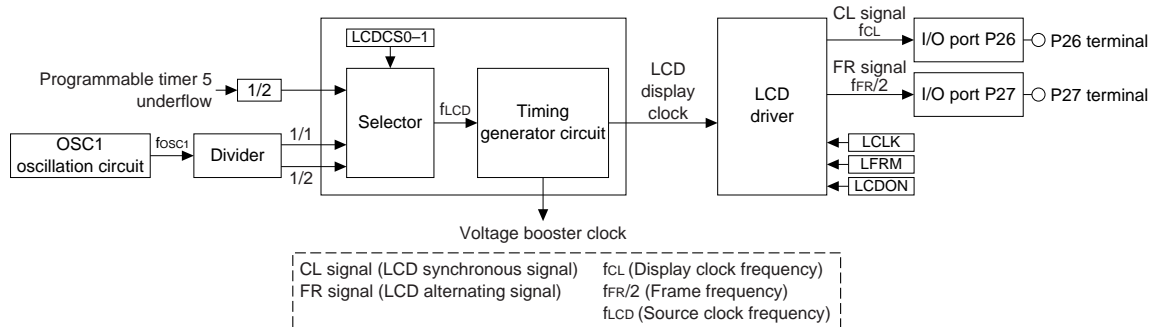 LCDCS0–1
Programmable timer 5
underflow
1/2
OSC1
oscillation circuit
fOSC1
Divider
1/1
1/2
Selector
fLCD
Timing
generator circuit
Voltage booster clock
LCD
display
clock
LCD
driver
CL signal
fCL
I/O port P26
P26 terminal
FR signal
fFR/2
I/O port P27
P27 terminal
LCLK
LFRM
LCDON
CL signal (LCD synchronous signal)
fCL (Display clock frequency)
FR signal (LCD alternating signal)
fFR/2 (Frame frequency)
fLCD (Source clock frequency)